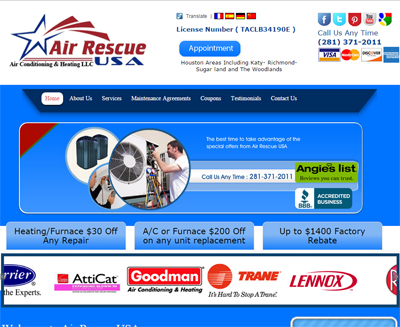 Air Rescue
Air Conditioning & Heating LLC
USA
Translate
License Number ( TACLB34190E )
Appointment
Houston Areas Including Katy- Richmond-
Sugar land and The Woodlands
Call Us Any Time
(281) 371-2011
Home
About Us
Services
Maintenance Agreements
Coupons
Testimonials
Contact Us
The best time to take advantage of the
special offers from Air Rescue USA
Call Us Any Time : 281-371-2011
Angie's list
Reviews you can trust.
BBB
ACCREDITED
BUSINESS
Heating/Furnace $30 Off
Any Repair
A/C or Furnace $200 Off
on any unit replacement
Up to $1400 Factory
Rebate
rrier
the Experts.
AttiCat
Goodman
Air Conditioning & Heating
TRANE
It's Hard To Stop A Trane!
LENNOX
Welcome to Air Rescue USA